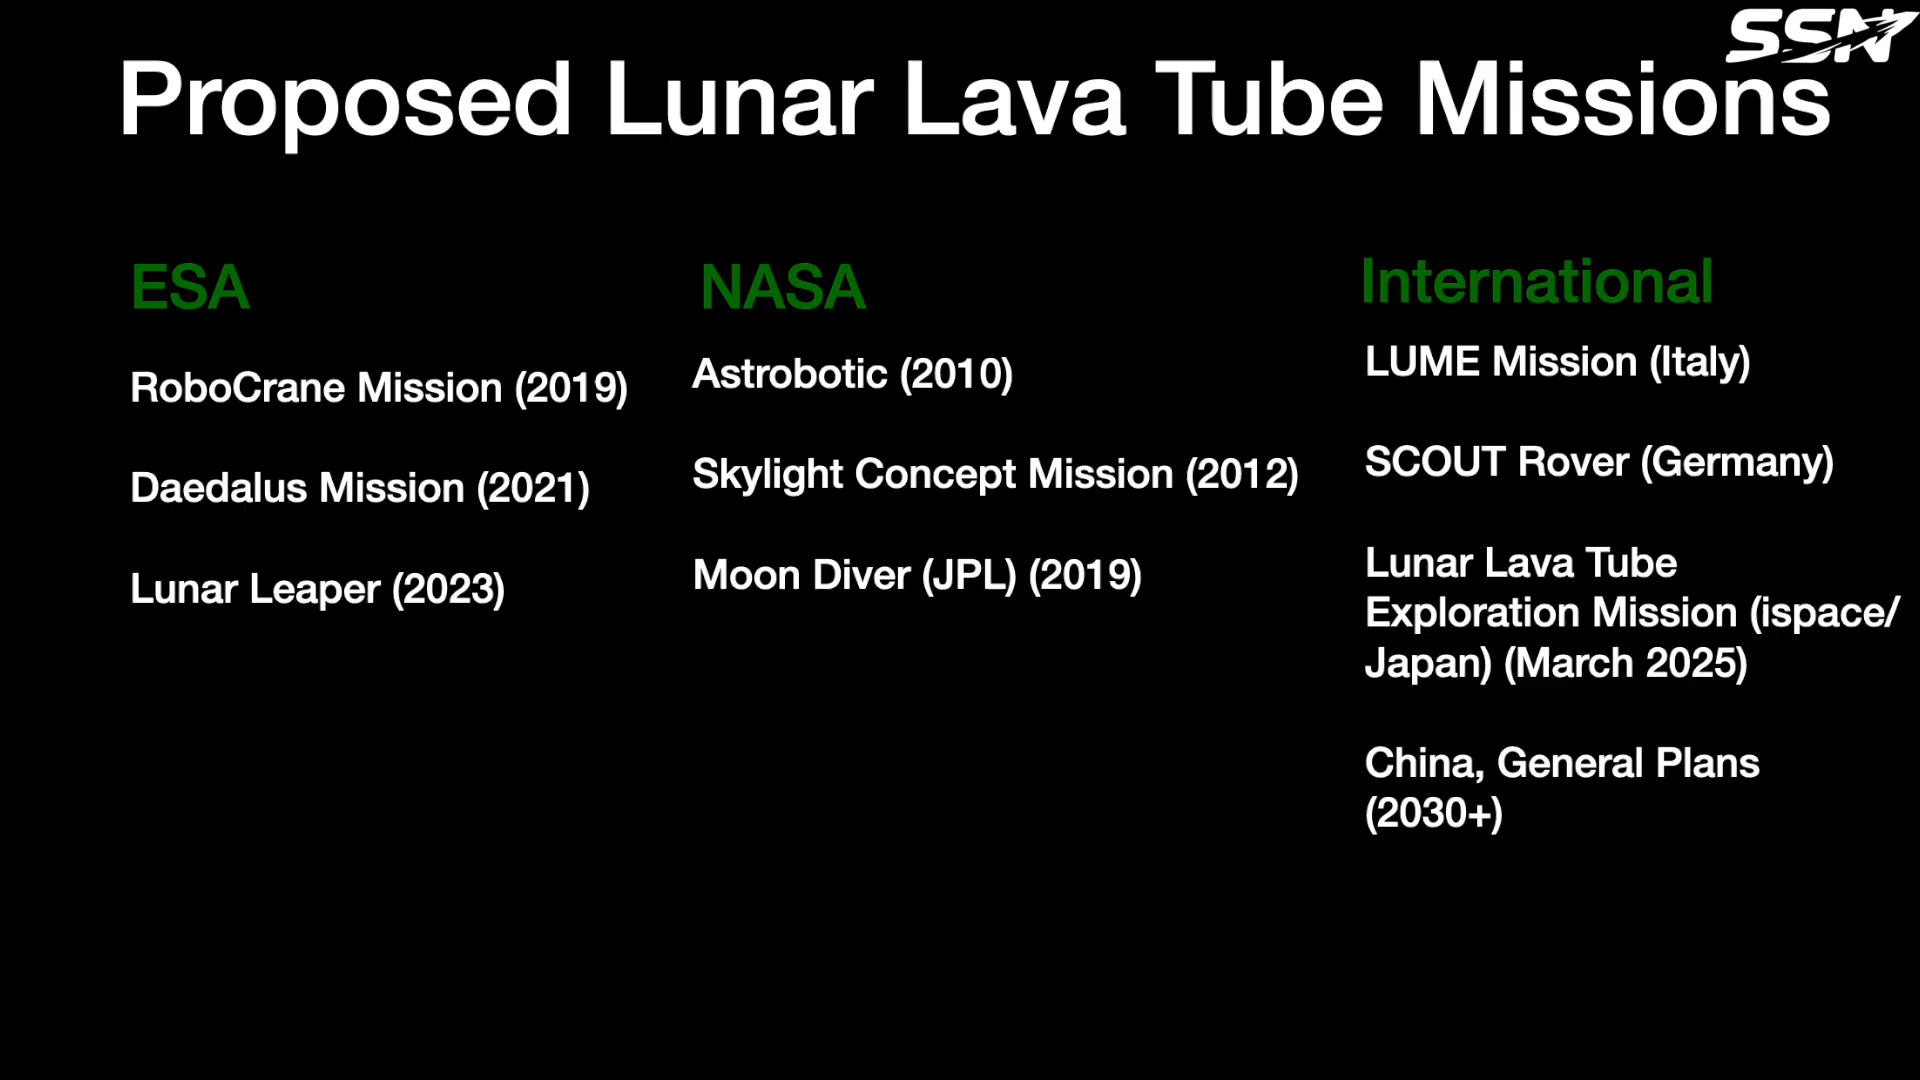 SSN
Proposed Lunar Lava Tube Missions
ESA
RoboCrane Mission (2019)
Daedalus Mission (2021)
Lunar Leaper (2023)
NASA
Astrobotic (2010)
Skylight Concept Mission (2012)
Moon Diver (JPL) (2019)
International
LUME Mission (Italy)
SCOUT Rover (Germany)
Lunar Lava Tube
Exploration Mission (ispace/
Japan) (March 2025)
China, General Plans
(2030+)